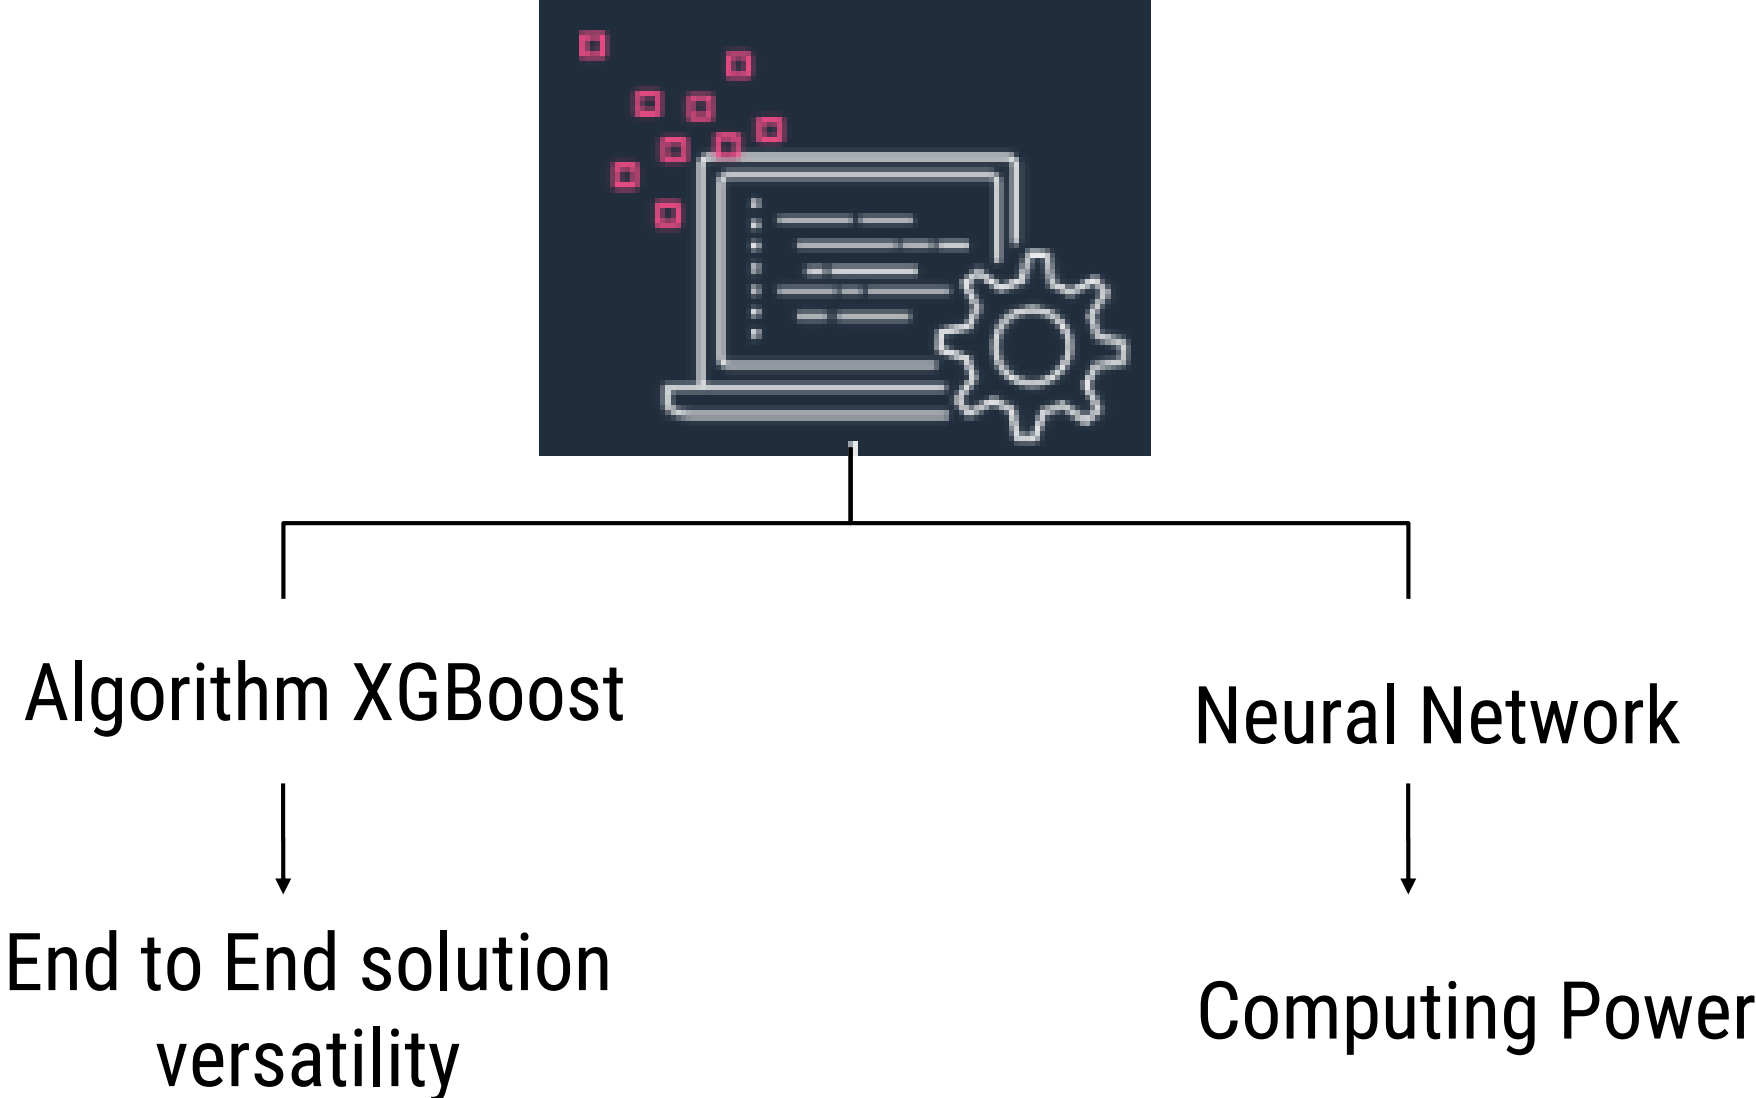 Algorithm XGBoost
Neural Network
End to End solution
versatility
Computing Power